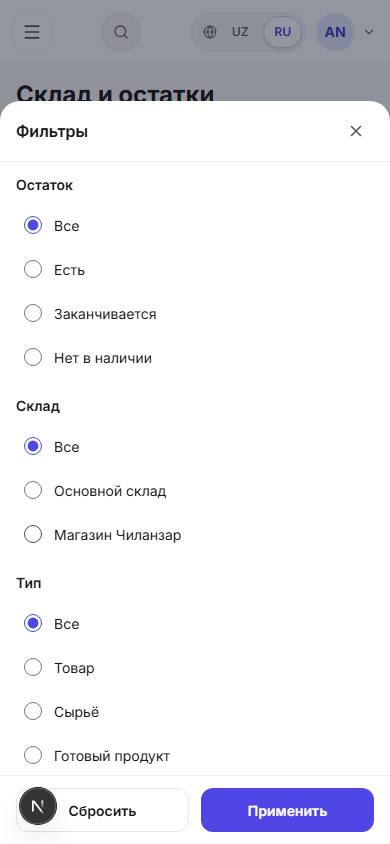 UZ
RU
AN
Склад и остатки
Фильтры
Остаток
Все
Есть
Заканчивается
Нет в наличии
Склад
Все
Основной склад
Магазин Чиланзар
Тип
Все
Товар
Сырьё
Готовый продукт
N
Сбросить
Применить